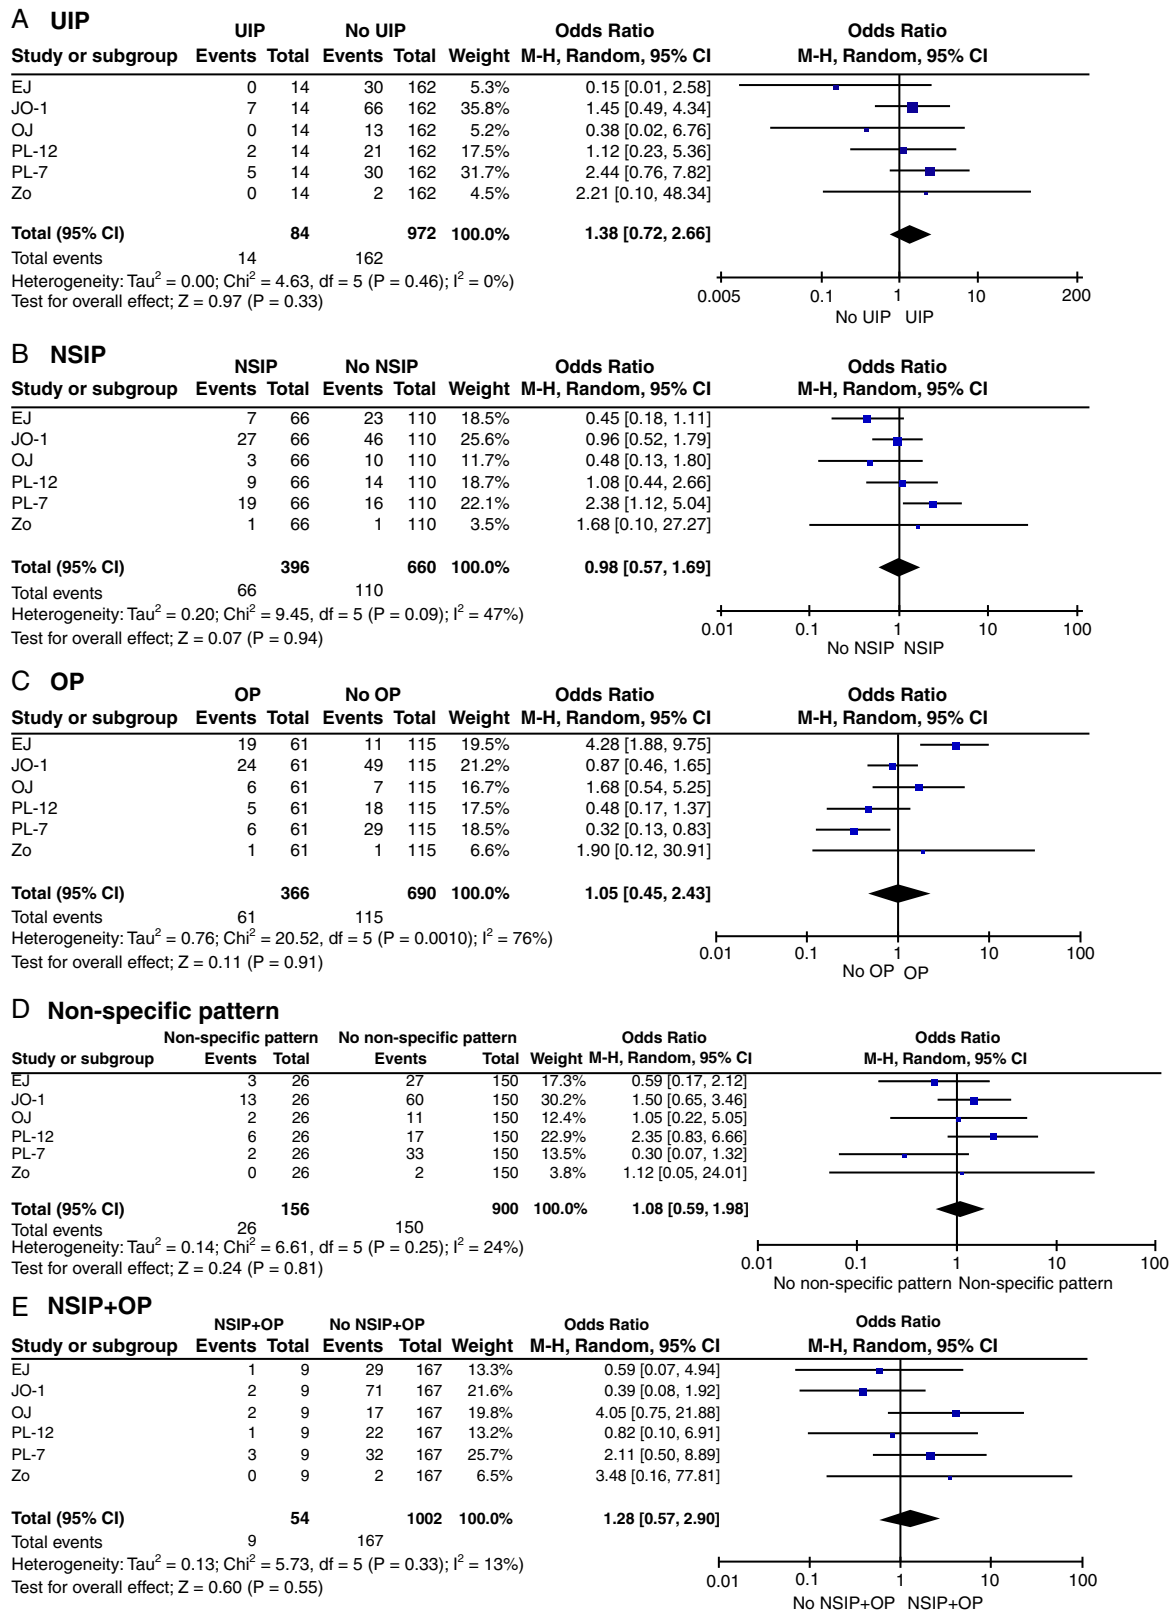 A UIP
UIP No UIP Odds Ratio Odds Ratio
Study or subgroup Events Total Events Total Weight M-H, Random, 95% CI M-H, Random, 95% CI
EJ 0 14 30 162 5.3% 0.15 [0.01, 2.58]
JO-1 7 14 66 162 35.8% 1.45 [0.49, 4.34]
OJ 0 14 13 162 5.2% 0.38 [0.02, 6.76]
PL-12 2 14 21 162 17.5% 1.12 [0.23, 5.36]
PL-7 5 14 30 162 31.7% 2.44 [0.76, 7.82]
Zo 0 14 2 162 4.5% 2.21 [0.10, 48.34]
Total (95% CI) 84 972 100.0% 1.38 [0.72, 2.66]
Total events 14 162
Heterogeneity: Tau² = 0.00; Chi² = 4.63, df = 5 (P = 0.46); I² = 0%)
Test for overall effect; Z = 0.97 (P = 0.33)
0.005 0.1 1 10 200
No UIP UIP
B NSIP
NSIP No NSIP Odds Ratio Odds Ratio
Study or subgroup Events Total Events Total Weight M-H, Random, 95% CI M-H, Random, 95% CI
EJ 7 66 23 110 18.5% 0.45 [0.18, 1.11]
JO-1 27 66 46 110 25.6% 0.96 [0.52, 1.79]
OJ 3 66 10 110 11.7% 0.48 [0.13, 1.80]
PL-12 9 66 14 110 18.7% 1.08 [0.44, 2.66]
PL-7 19 66 16 110 22.1% 2.38 [1.12, 5.04]
Zo 1 66 1 110 3.5% 1.68 [0.10, 27.27]
Total (95% CI) 396 660 100.0% 0.98 [0.57, 1.69]
Total events 66 110
Heterogeneity: Tau² = 0.20; Chi² = 9.45, df = 5 (P = 0.09); I² = 47%)
Test for overall effect; Z = 0.07 (P = 0.94)
0.01 0.1 1 10 100
No NSIP NSIP
C OP
OP No OP Odds Ratio Odds Ratio
Study or subgroup Events Total Events Total Weight M-H, Random, 95% CI M-H, Random, 95% CI
EJ 19 61 11 115 19.5% 4.28 [1.88, 9.75]
JO-1 24 61 49 115 21.2% 0.87 [0.46, 1.65]
OJ 6 61 7 115 16.7% 1.68 [0.54, 5.25]
PL-12 5 61 18 115 17.5% 0.48 [0.17, 1.37]
PL-7 6 61 29 115 18.5% 0.32 [0.13, 0.83]
Zo 1 61 1 115 6.6% 1.90 [0.12, 30.91]
Total (95% CI) 366 690 100.0% 1.05 [0.45, 2.43]
Total events 61 115
Heterogeneity: Tau² = 0.76; Chi² = 20.52, df = 5 (P = 0.0010); I² = 76%)
Test for overall effect; Z = 0.11 (P = 0.91)
0.01 0.1 1 10 100
No OP OP
D Non-specific pattern
Non-specific pattern No non-specific pattern Odds Ratio Odds Ratio
Study or subgroup Events Total Events Total Weight M-H, Random, 95% CI M-H, Random, 95% CI
EJ 3 26 27 150 17.3% 0.59 [0.17, 2.12]
JO-1 13 26 60 150 30.2% 1.50 [0.65, 3.46]
OJ 2 26 11 150 12.4% 1.05 [0.22, 5.05]
PL-12 6 26 17 150 22.9% 2.35 [0.83, 6.66]
PL-7 2 26 33 150 13.5% 0.30 [0.07, 1.32]
Zo 0 26 2 150 3.8% 1.12 [0.05, 24.01]
Total (95% CI) 156 900 100.0% 1.08 [0.59, 1.98]
Total events 26 150
Heterogeneity: Tau² = 0.14; Chi² = 6.61, df = 5 (P = 0.25); I² = 24%)
Test for overall effect; Z = 0.24 (P = 0.81)
0.01 0.1 1 10 100
No non-specific pattern Non-specific pattern
E NSIP+OP
NSIP+OP No NSIP+OP Odds Ratio Odds Ratio
Study or subgroup Events Total Events Total Weight M-H, Random, 95% CI M-H, Random, 95% CI
EJ 1 9 29 167 13.3% 0.59 [0.07, 4.94]
JO-1 2 9 71 167 21.6% 0.39 [0.08, 1.92]
OJ 2 9 17 167 19.8% 4.05 [0.75, 21.88]
PL-12 1 9 22 167 13.2% 0.82 [0.10, 6.91]
PL-7 3 9 32 167 25.7% 2.11 [0.50, 8.89]
Zo 0 9 2 167 6.5% 3.48 [0.16, 77.81]
Total (95% CI) 54 1002 100.0% 1.28 [0.57, 2.90]
Total events 9 167
Heterogeneity: Tau² = 0.13; Chi² = 5.73, df = 5 (P = 0.33); I² = 13%)
Test for overall effect; Z = 0.60 (P = 0.55)
0.01 0.1 1 10 100
No NSIP+OP NSIP+OP